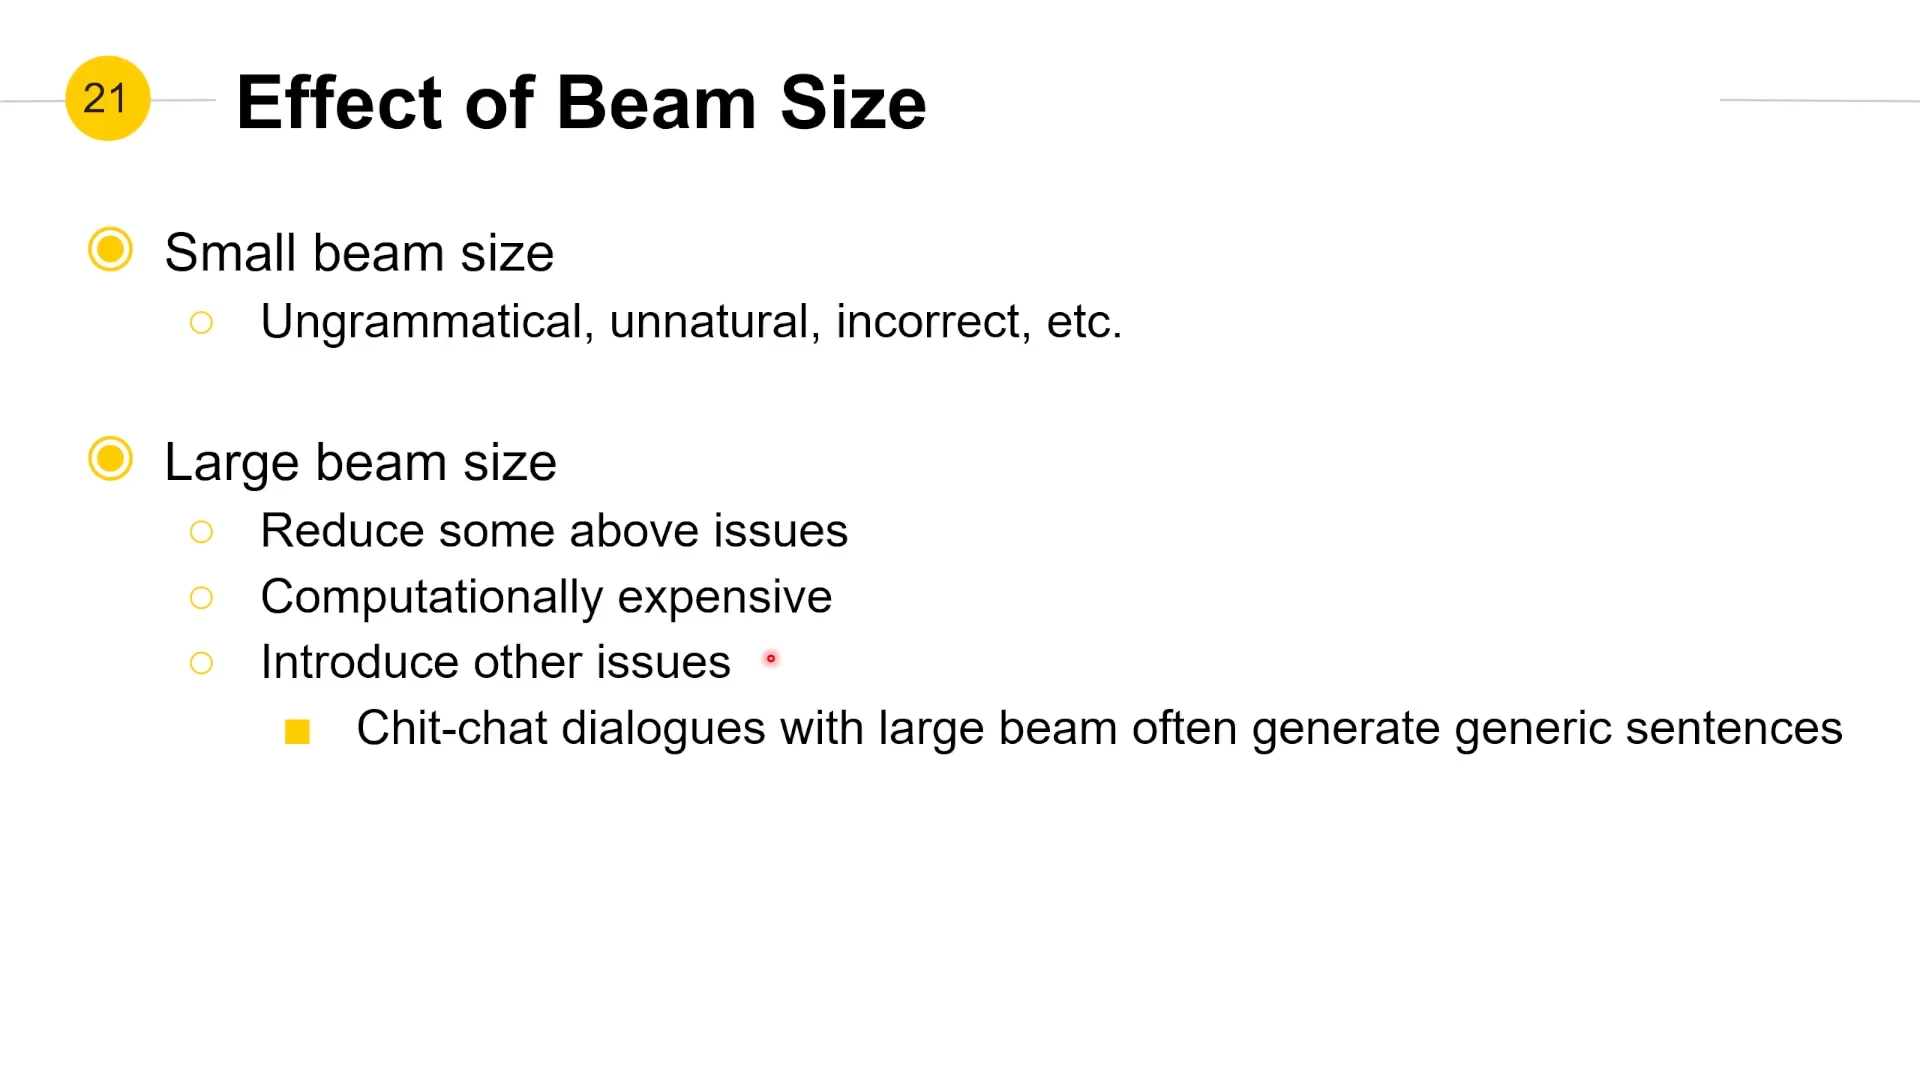 21
Effect of Beam Size
Small beam size
Ungrammatical, unnatural, incorrect, etc.
Large beam size
Reduce some above issues
Computationally expensive
Introduce other issues
Chit-chat dialogues with large beam often generate generic sentences